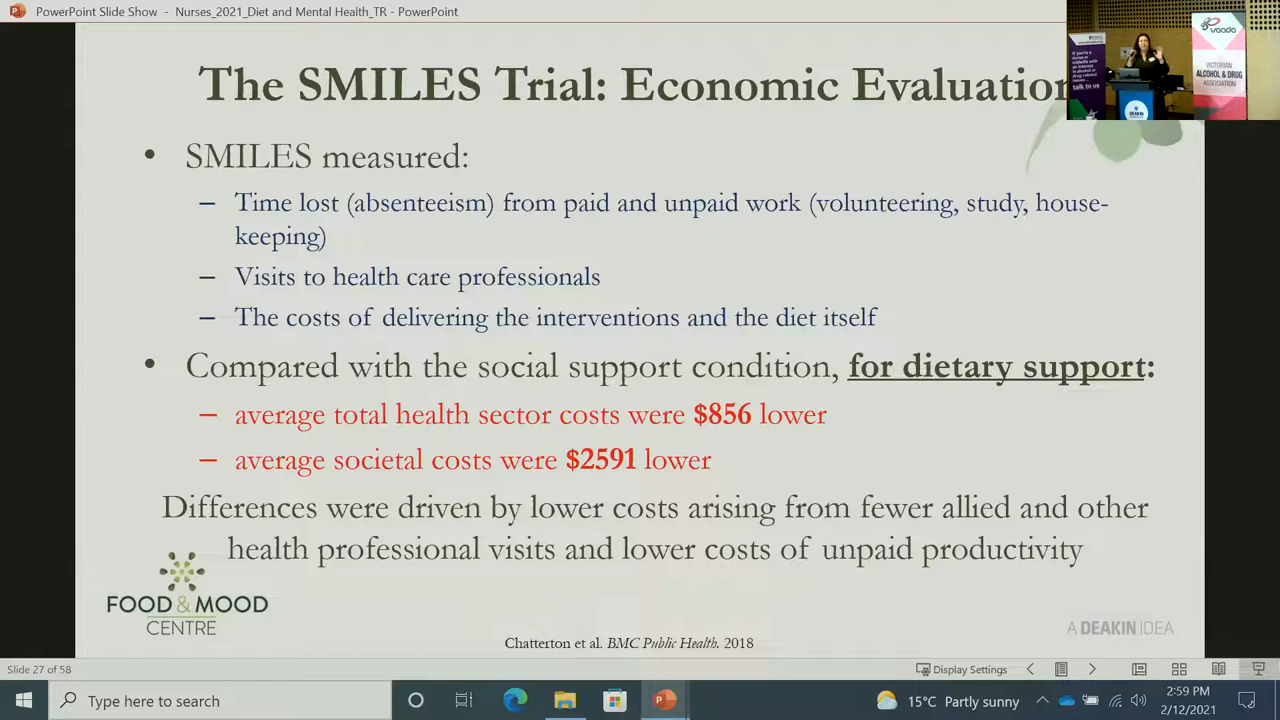 PowerPoint Slide Show - Nurses_2021_Diet and Mental Health_TR - PowerPoint
The SMILES Trial: Economic Evaluation
vaada
VICTORIAN
ALCOHOL & DRUG
ASSOCIATION
talk to us
DEAKIN
• SMILES measured:
– Time lost (absenteeism) from paid and unpaid work (volunteering, study, house-
keeping)
– Visits to health care professionals
– The costs of delivering the interventions and the diet itself
• Compared with the social support condition, for dietary support:
– average total health sector costs were $856 lower
– average societal costs were $2591 lower
Differences were driven by lower costs arising from fewer allied and other
health professional visits and lower costs of unpaid productivity
FOOD & MOOD
CENTRE
A DEAKIN IDEA
Chatterton et al. BMC Public Health. 2018
Slide 27 of 58
Display Settings
Type here to search
15°C Partly sunny
2:59 PM
2/12/2021